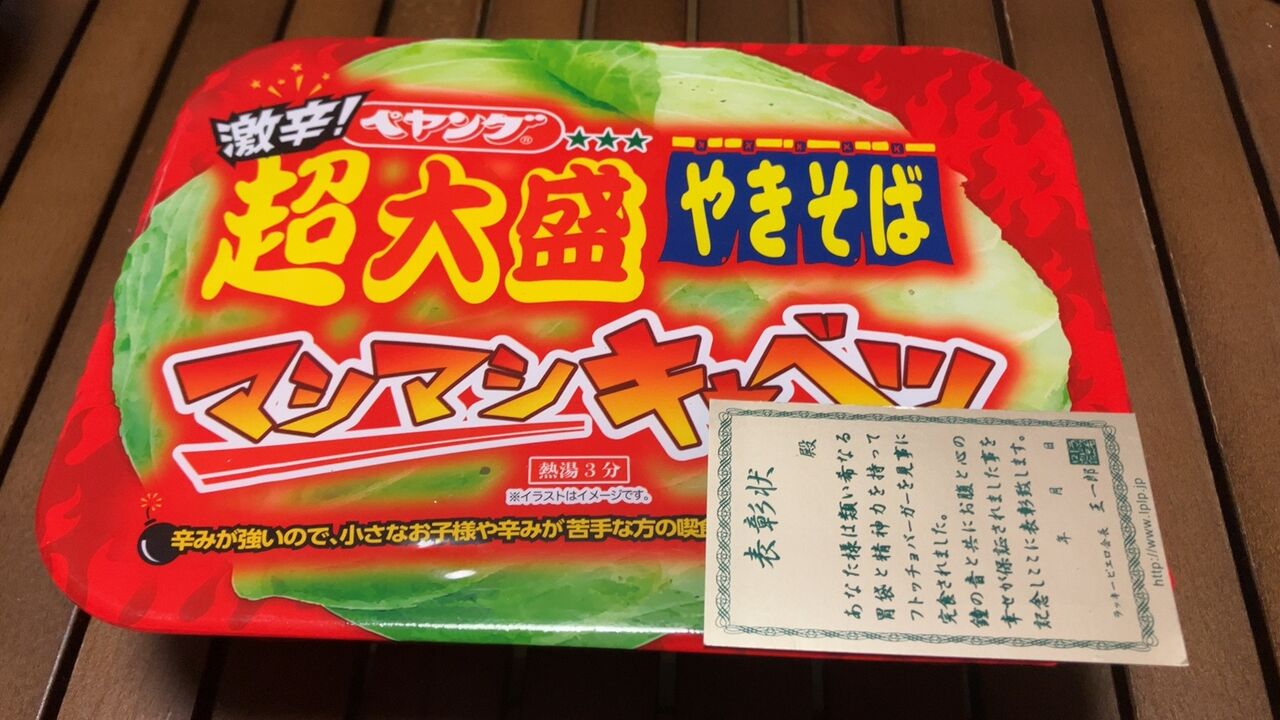 激辛!
ペヤング®
超大盛
やきそば
マシマシキャベツ
熱湯3分
※イラストはイメージです。
辛みが強いので、小さなお子様や辛みが苦手な方の喫食
表彰状
殿
あなた様は類い希なる
胃袋と精神力を持って
フトッチョバーガーを見事に
完食されました。
鐘の音と共にお腹と心の
幸せが保証されました事を
記念しここに表彰致します。
年 月 日
ラッキーピエロ会長 王一郎
http://www.lplp.jp